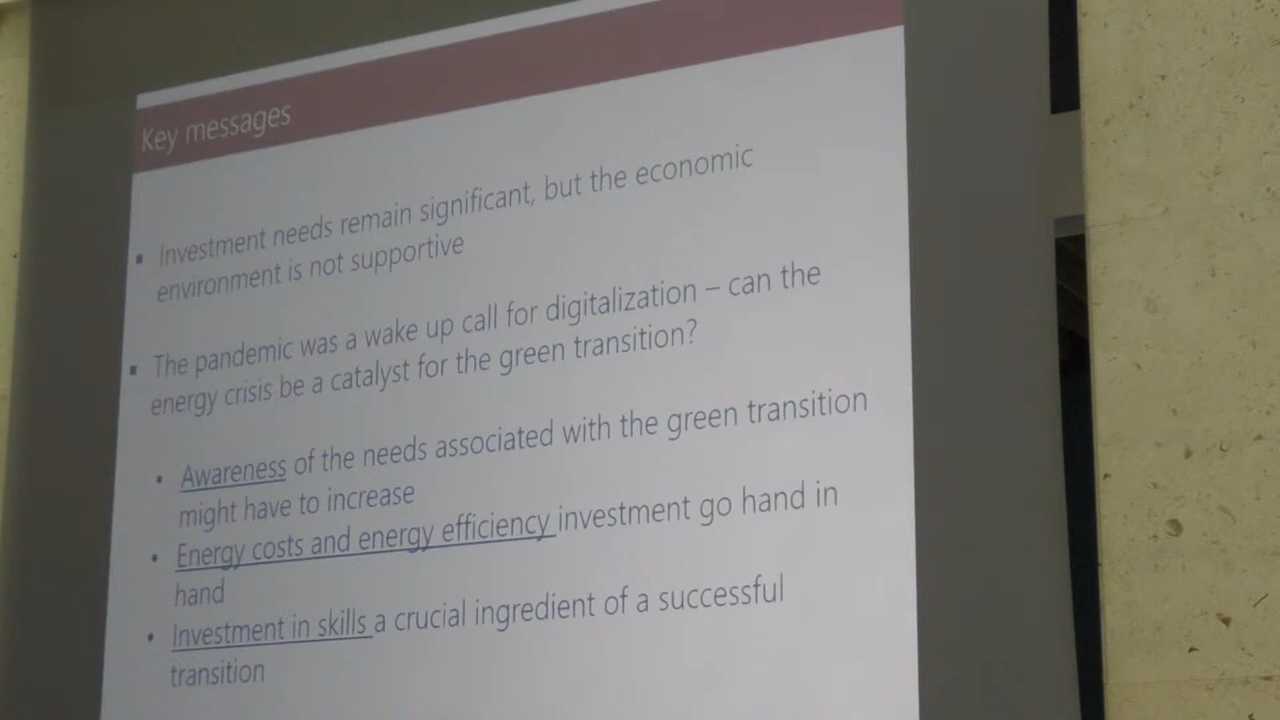 Key messages
▪ Investment needs remain significant, but the economic
environment is not supportive
▪ The pandemic was a wake up call for digitalization – can the
energy crisis be a catalyst for the green transition?
• Awareness of the needs associated with the green transition
might have to increase
• Energy costs and energy efficiency investment go hand in
hand
• Investment in skills a crucial ingredient of a successful
transition